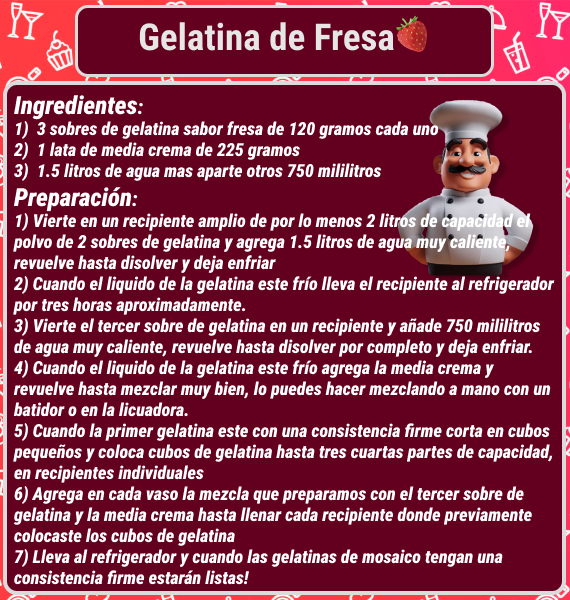 Gelatina de Fresa
Ingredientes:
1) 3 sobres de gelatina sabor fresa de 120 gramos cada uno
2) 1 lata de media crema de 225 gramos
3) 1.5 litros de agua mas aparte otros 750 mililitros
Preparación:
1) Vierte en un recipiente amplio de por lo menos 2 litros de capacidad el
polvo de 2 sobres de gelatina y agrega 1.5 litros de agua muy caliente,
revuelve hasta disolver y deja enfriar
2) Cuando el liquido de la gelatina este frío lleva el recipiente al refrigerador
por tres horas aproximadamente.
3) Vierte el tercer sobre de gelatina en un recipiente y añade 750 mililitros
de agua muy caliente, revuelve hasta disolver por completo y deja enfriar.
4) Cuando el liquido de la gelatina este frío agrega la media crema y
revuelve hasta mezclar muy bien, lo puedes hacer mezclando a mano con un
batidor o en la licuadora.
5) Cuando la primer gelatina este con una consistencia firme corta en cubos
pequeños y coloca cubos de gelatina hasta tres cuartas partes de capacidad,
en recipientes individuales
6) Agrega en cada vaso la mezcla que preparamos con el tercer sobre de
gelatina y la media crema hasta llenar cada recipiente donde previamente
colocaste los cubos de gelatina
7) Lleva al refrigerador y cuando las gelatinas de mosaico tengan una
consistencia firme estarán listas!